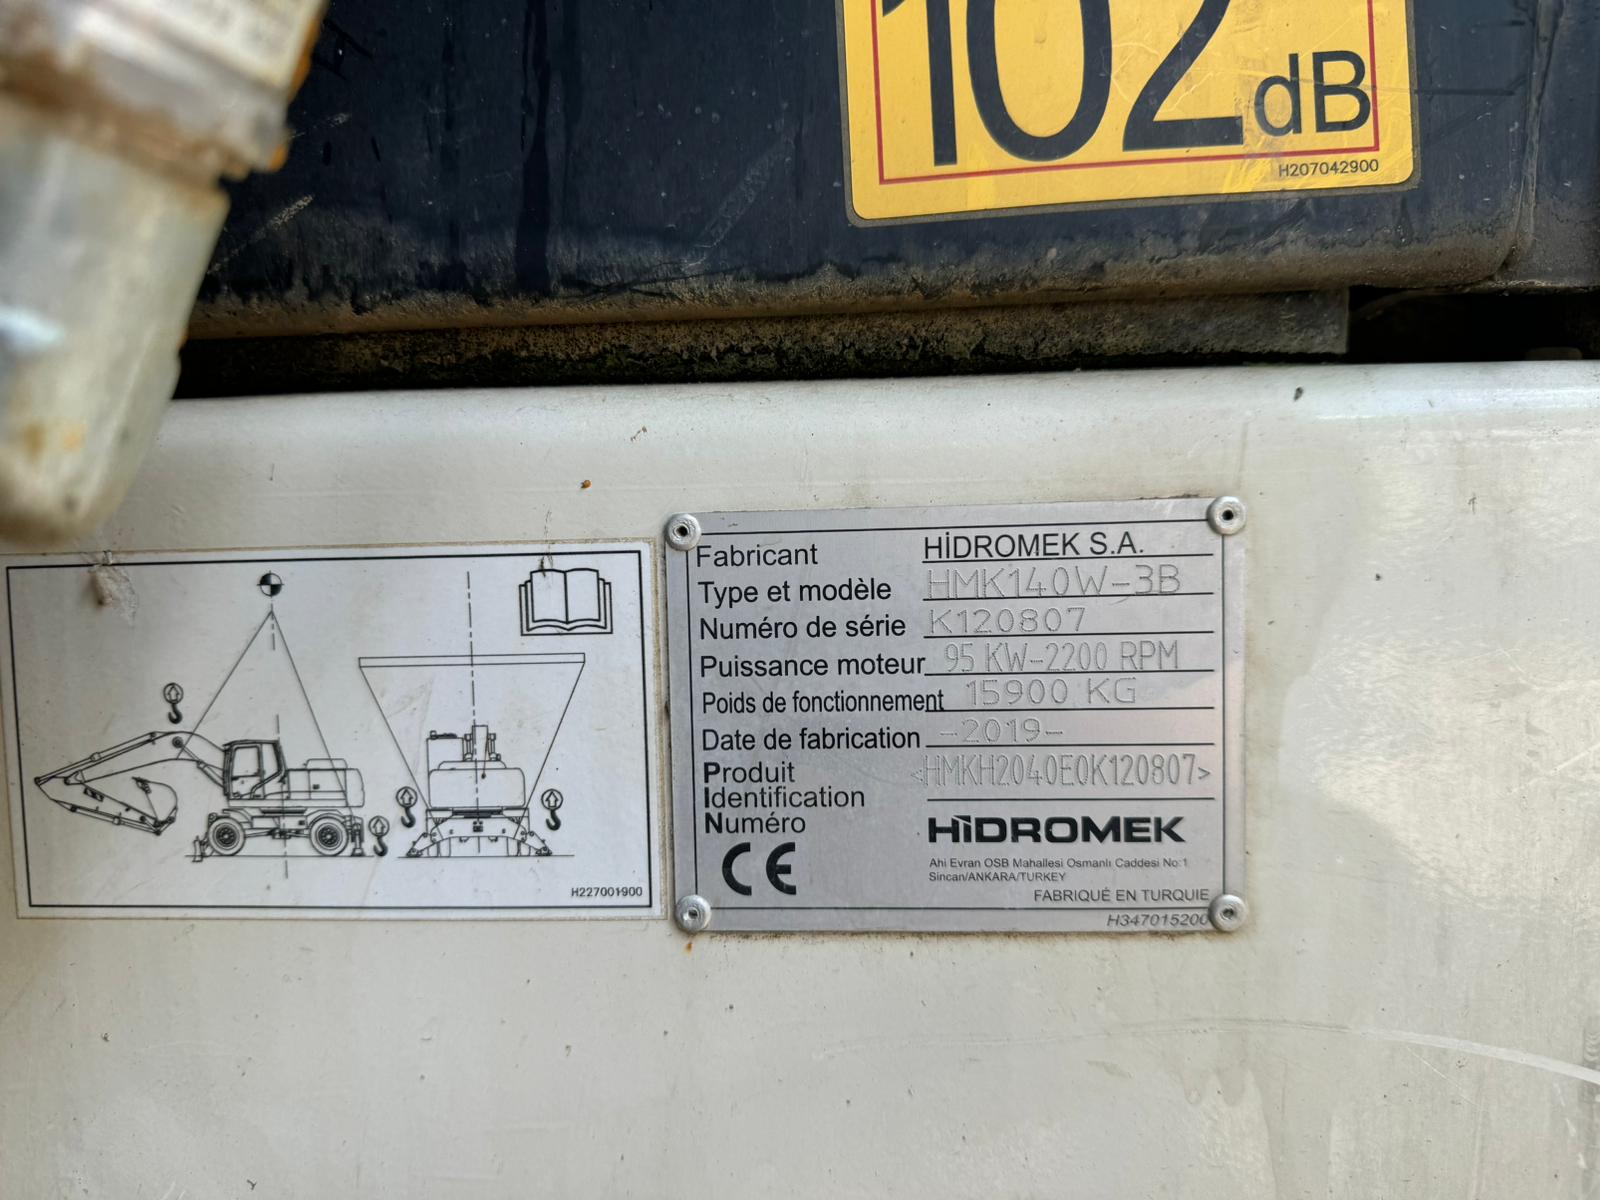 102 dB
H207042900
H227001900
Fabricant HİDROMEK S.A.
Type et modèle HMK140W-3B
Numéro de série K120807
Puissance moteur 95 KW-2200 RPM
Poids de fonctionnement 15900 KG
Date de fabrication -2019-
Produit <HMKH2040E0K120807>
Identification
Numéro
HİDROMEK
CE
Ahi Evran OSB Mahallesi Osmanlı Caddesi No:1
Sincan/ANKARA/TURKEY
FABRIQUÉ EN TURQUIE
H347015200